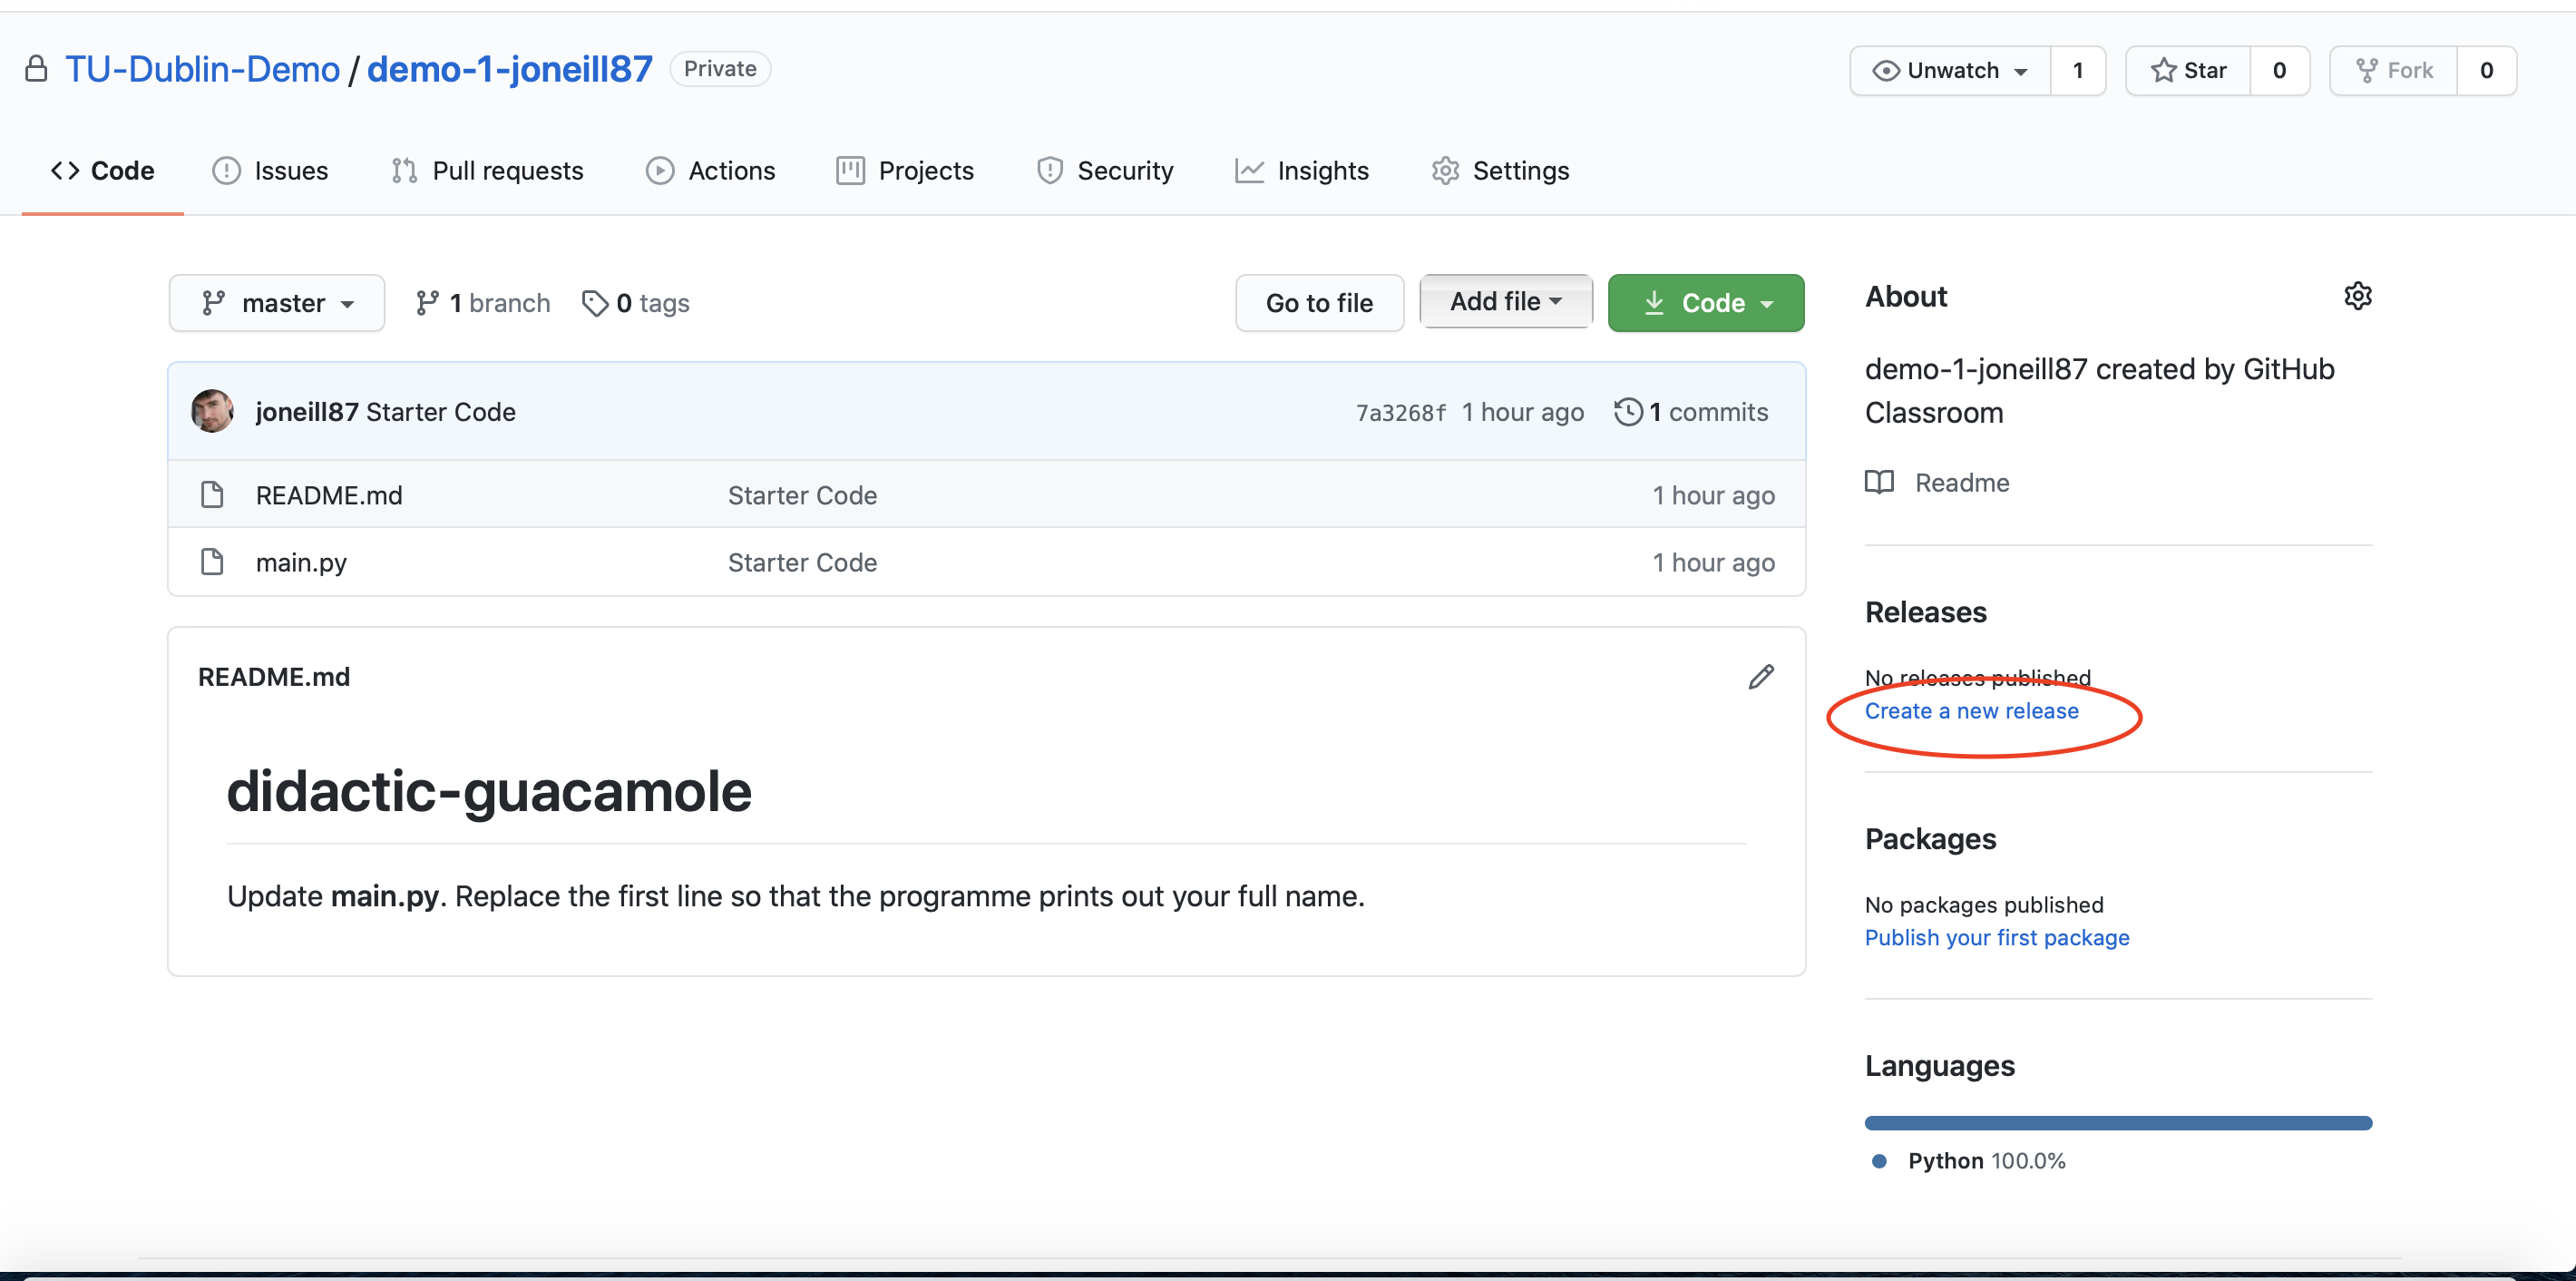 TU-Dublin-Demo / demo-1-joneill87 Private
Unwatch 1 Star 0 Fork 0
Code Issues Pull requests Actions Projects Security Insights Settings
master 1 branch 0 tags Go to file Add file Code
joneill87 Starter Code 7a3268f 1 hour ago 1 commits
README.md Starter Code 1 hour ago
main.py Starter Code 1 hour ago
README.md
didactic-guacamole
Update main.py. Replace the first line so that the programme prints out your full name.
About
demo-1-joneill87 created by GitHub
Classroom
Readme
Releases
No releases published
Create a new release
Packages
No packages published
Publish your first package
Languages
Python 100.0%